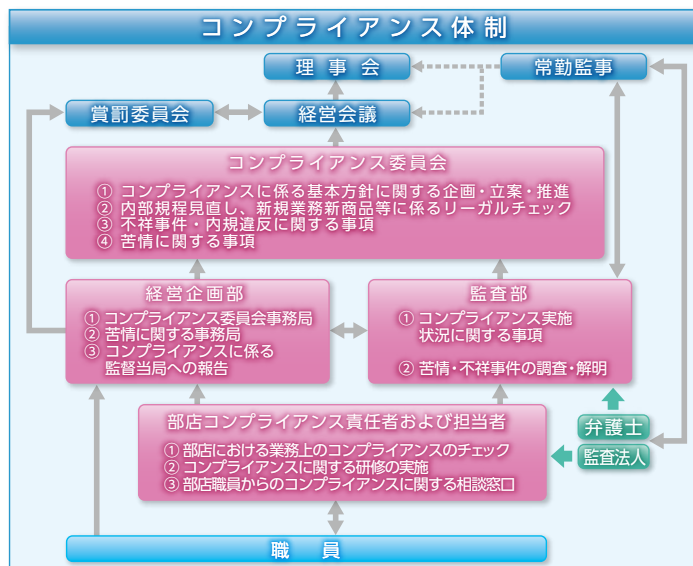 コンプライアンス体制
理事会
常勤監事
賞罰委員会
経営会議
コンプライアンス委員会
① コンプライアンスに係る基本方針に関する企画・立案・推進
② 内部規程見直し、新規業務新商品等に係るリーガルチェック
③ 不祥事件・内規違反に関する事項
④ 苦情に関する事項
経営企画部
① コンプライアンス委員会事務局
② 苦情に関する事務局
③ コンプライアンスに係る
監督当局への報告
監査部
① コンプライアンス実施
状況に関する事項
② 苦情・不祥事件の調査・解明
部店コンプライアンス責任者および担当者
① 部店における業務上のコンプライアンスのチェック
② コンプライアンスに関する研修の実施
③ 部店職員からのコンプライアンスに関する相談窓口
弁護士
監査法人
職員